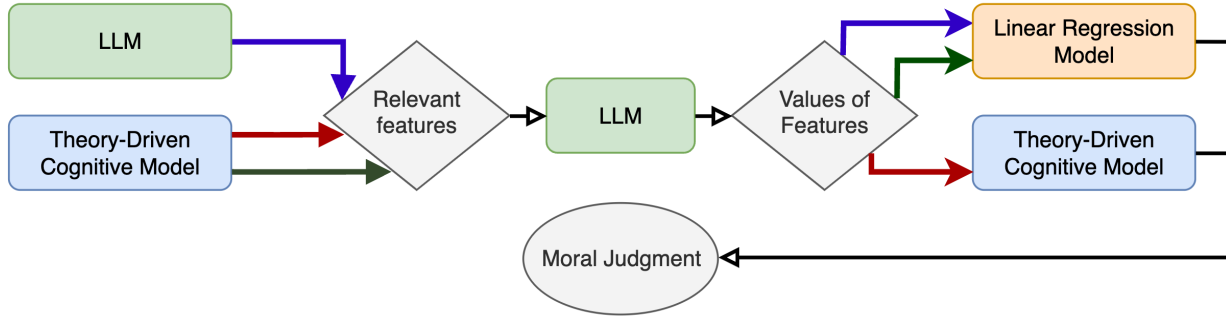 LLM
Theory-Driven
Cognitive Model
Relevant
features
LLM
Values of
Features
Linear Regression
Model
Theory-Driven
Cognitive Model
Moral Judgment